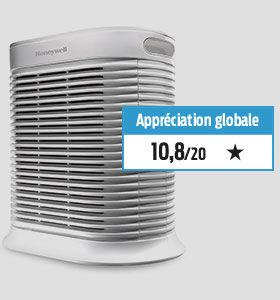 Honeywell
Appréciation globale
10,8/20 ★